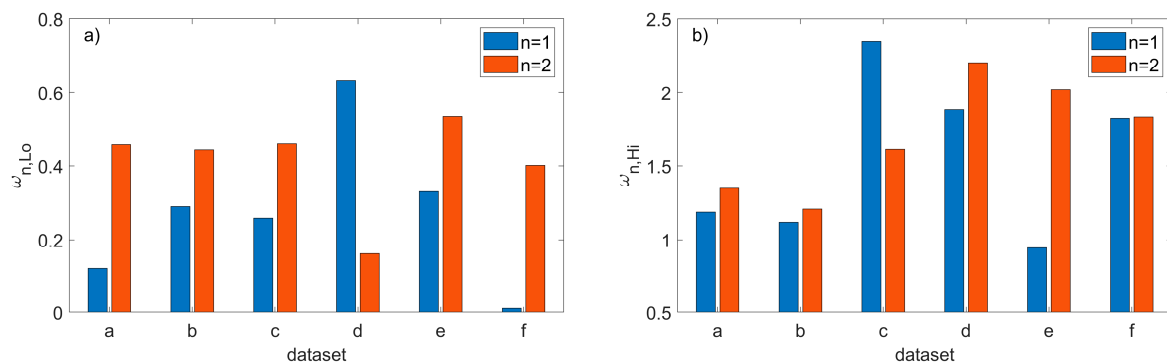 a)
n=1
n=2
0.8
0.6
0.4
0.2
0
ω n,Lo
a b c d e f
dataset
b)
n=1
n=2
2.5
2
1.5
1
0.5
ω n,Hi
a b c d e f
dataset